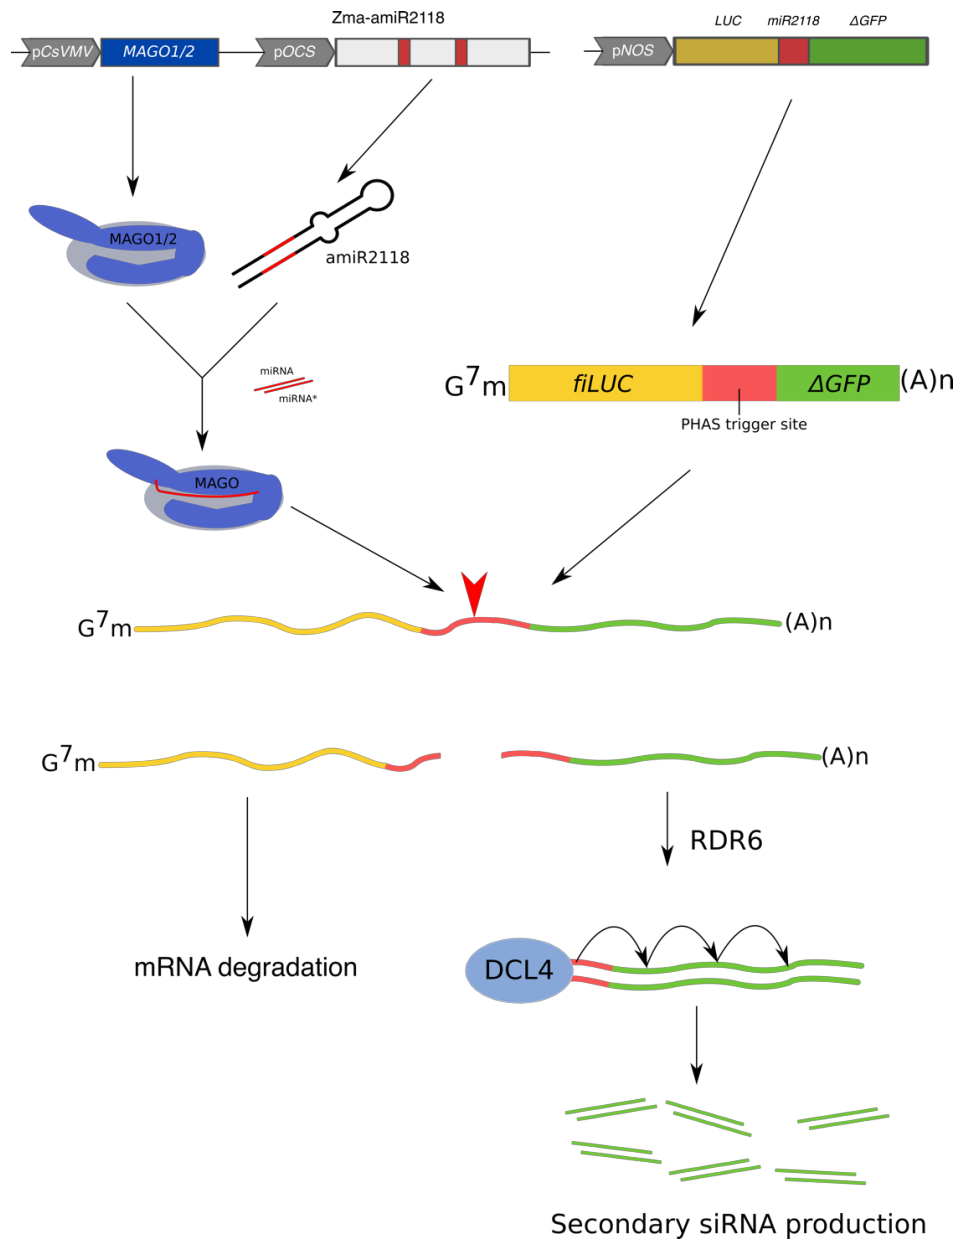 Zma-amiR2118
LUC miR2118 ΔGFP
pCsVMV MAGO1/2 pOCS pNOS
MAGO1/2
amiR2118
miRNA
miRNA*
G7m fiLUC ΔGFP (A)n
PHAS trigger site
MAGO
G7m (A)n
G7m (A)n
RDR6
mRNA degradation
DCL4
Secondary siRNA production